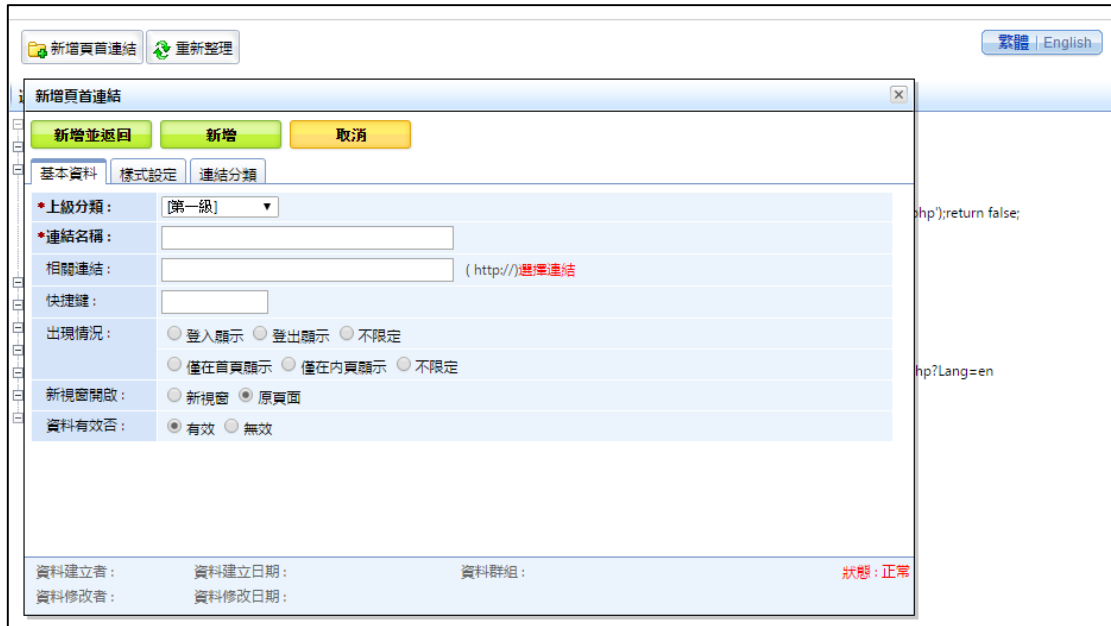 新增頁首連結 重新整理 繁體 | English
新增頁首連結
新增並返回 新增 取消
基本資料 樣式設定 連結分類
*上級分類: [第一級]
hp');return false;
*連結名稱:
相關連結: ( http://)選擇連結
快捷鍵:
出現情況: 登入顯示 登出顯示 不限定
僅在首頁顯示 僅在內頁顯示 不限定
hp?Lang=en
新視窗開啟: 新視窗 原頁面
資料有效否: 有效 無效
資料建立者: 資料建立日期: 資料群組: 狀態:正常
資料修改者: 資料修改日期: